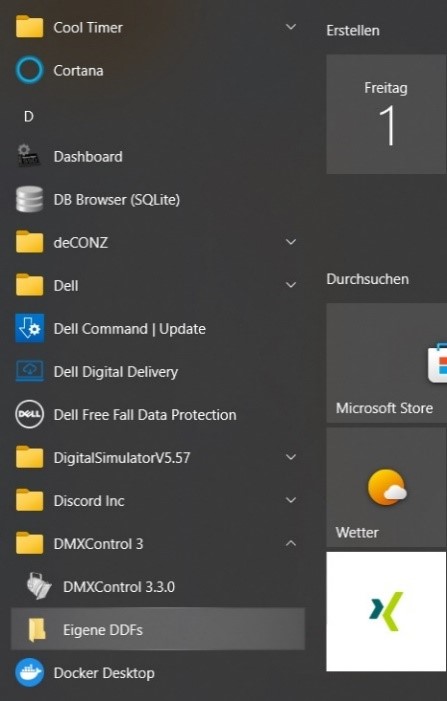 Cool Timer
Cortana
D
Dashboard
DB Browser (SQLite)
deCONZ
Dell
Dell Command | Update
Dell Digital Delivery
DELL
Dell Free Fall Data Protection
DigitalSimulatorV5.57
Discord Inc
DMXControl 3
DMXControl 3.3.0
Eigene DDFs
Docker Desktop
Erstellen
Freitag
1
Durchsuchen
Microsoft Store
Wetter